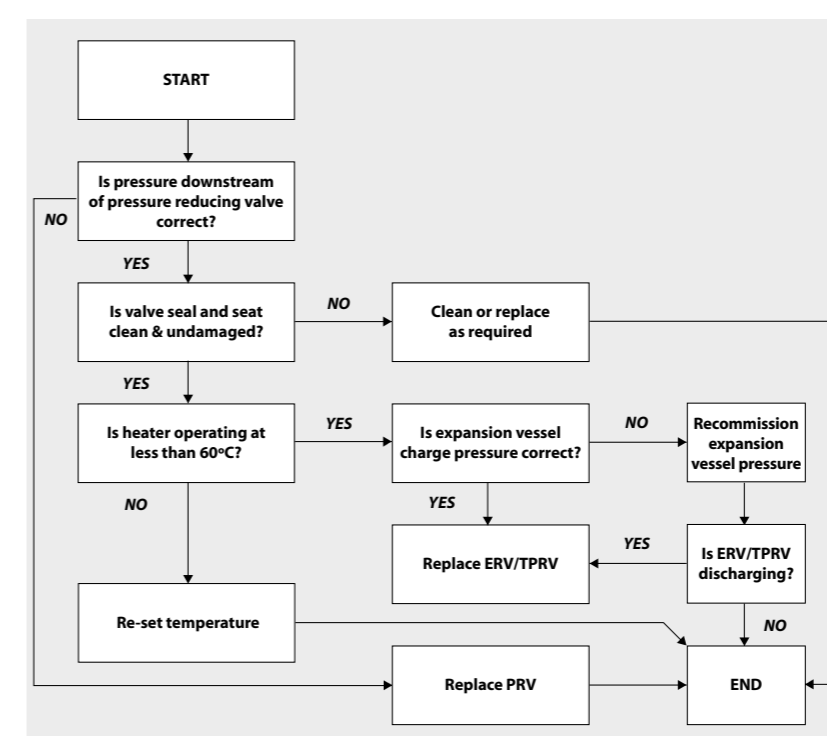 START
Is pressure downstream
of pressure reducing valve
correct?
NO
YES
Is valve seal and seat
clean & undamaged?
NO
Clean or replace
as required
YES
Is heater operating at
less than 60ºC?
YES
Is expansion vessel
charge pressure correct?
NO
Recommission
expansion
vessel pressure
NO
YES
Replace ERV/TPRV
YES
Is ERV/TPRV
discharging?
Re-set temperature
NO
Replace PRV
END